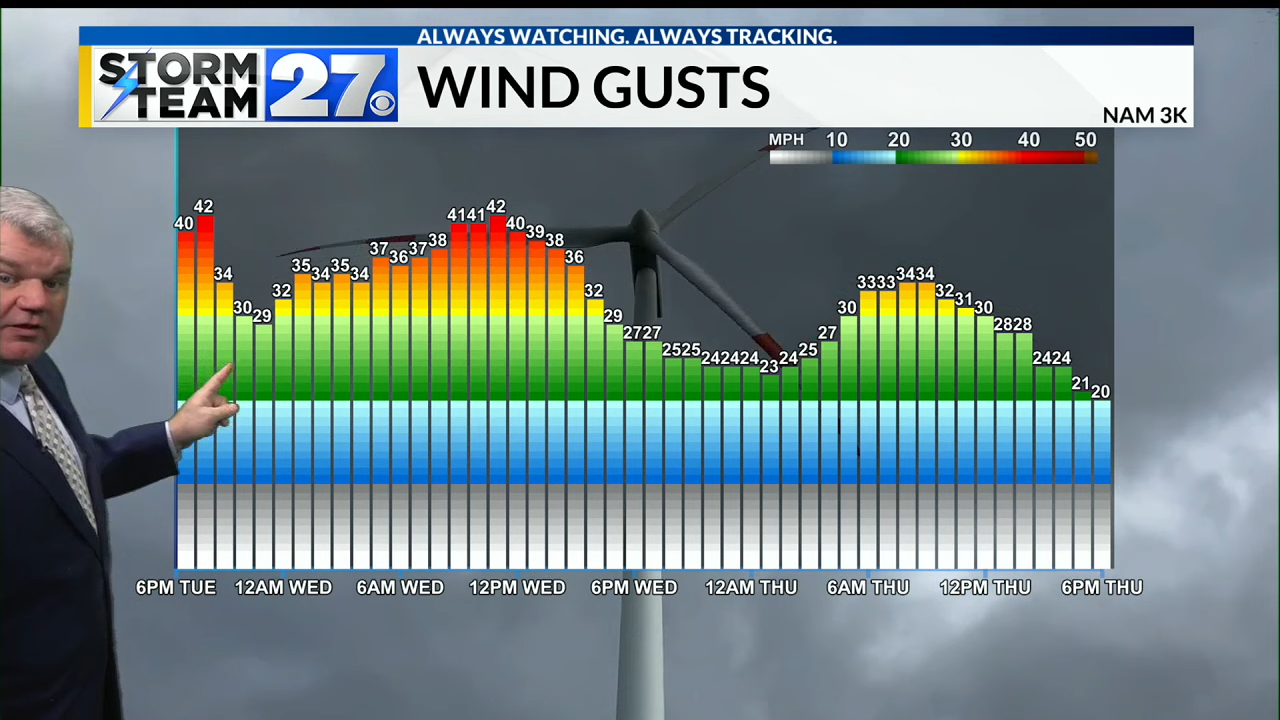 ALWAYS WATCHING. ALWAYS TRACKING.
STORM TEAM 27
WIND GUSTS
NAM 3K
MPH 10 20 30 40 50
40 42 34 30 29 32 35 34 35 34 37 36 37 38 41 41 42 40 39 38 36 32 29 27 27 25 25 24 24 24 23 24 25 27 30 33 33 34 34 32 31 30 28 28 24 24 21 20
6PM TUE 12AM WED 6AM WED 12PM WED 6PM WED 12AM THU 6AM THU 12PM THU 6PM THU